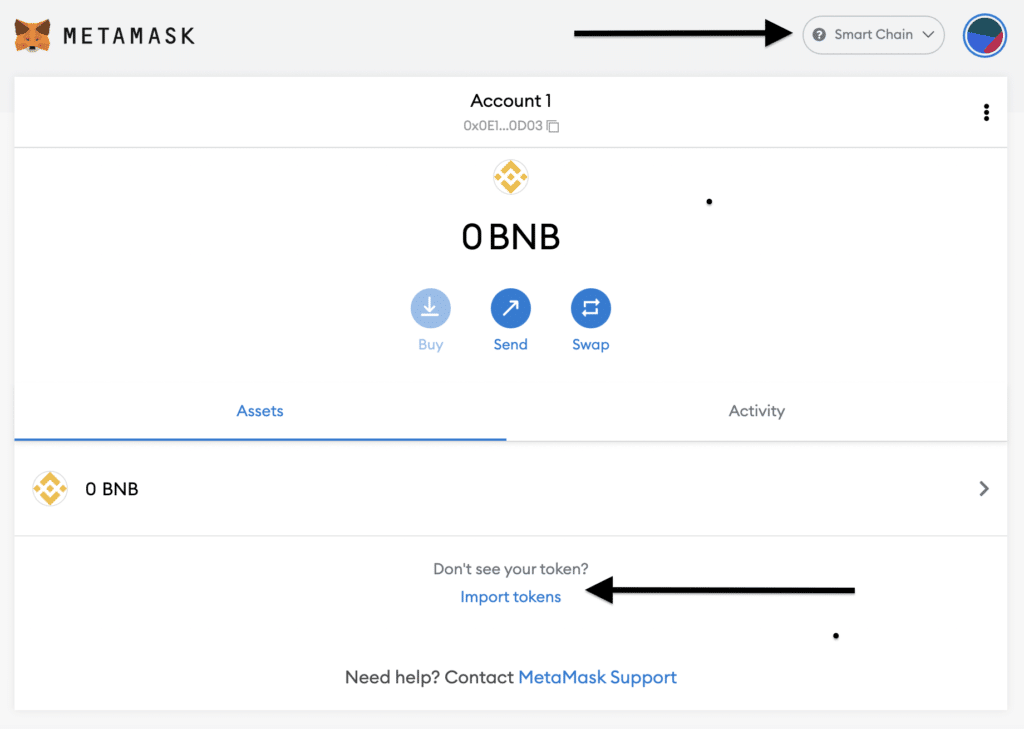 METAMASK
Smart Chain
Account 1
0x0E1...0D03
0 BNB
Buy
Send
Swap
Assets
Activity
0 BNB
Don't see your token?
Import tokens
Need help? Contact MetaMask Support